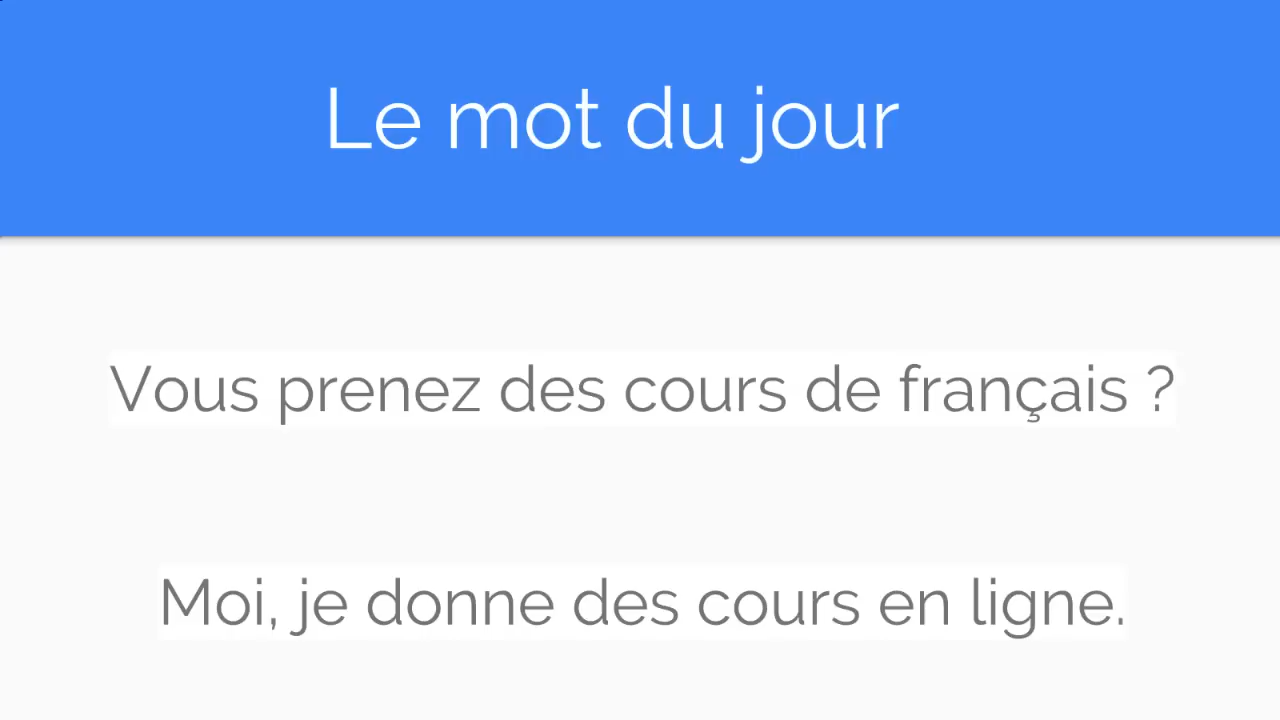 Le mot du jour
Vous prenez des cours de français ?
Moi, je donne des cours en ligne.